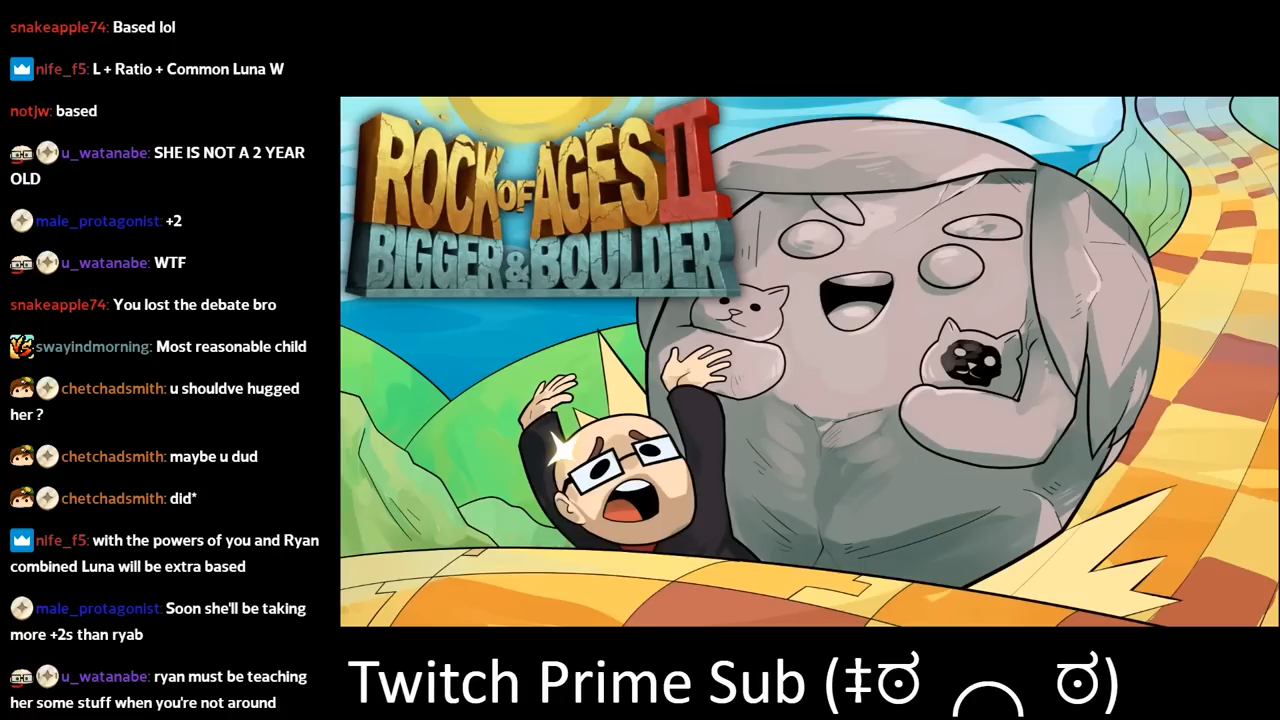 snakeapple74: Based lol
nife_f5: L + Ratio + Common Luna W
notjw: based
u_watanabe: SHE IS NOT A 2 YEAR
OLD
male_protagonist: +2
u_watanabe: WTF
snakeapple74: You lost the debate bro
swayindmorning: Most reasonable child
chetchadsmith: u shouldve hugged
her ?
chetchadsmith: maybe u dud
chetchadsmith: did*
nife_f5: with the powers of you and Ryan
combined Luna will be extra based
male_protagonist: Soon she'll be taking
more +2s than ryab
u_watanabe: ryan must be teaching
her some stuff when you're not around
ROCK OF AGES II
BIGGER & BOULDER
Twitch Prime Sub (‡ಠ ╭╮ ಠ)